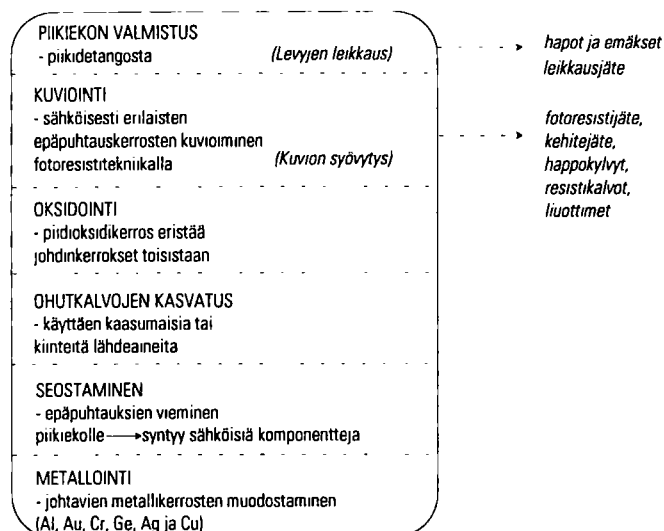 PIIKIEKON VALMISTUS
- piikidetangosta (Levyjen leikkaus)
hapot ja emäkset
leikkausjäte
KUVIOINTI
- sähköisesti erilaisten
epäpuhtauskerrosten kuvioiminen
fotoresistitekniikalla (Kuvion syövytys)
fotoresistijäte,
kehitejäte,
happokylvyt,
resistikalvot,
liuottimet
OKSIDOINTI
- piidioksidikerros eristää
johdinkerrokset toisistaan
OHUTKALVOJEN KASVATUS
- käyttäen kaasumaisia tai
kiinteitä lähdeaineita
SEOSTAMINEN
- epäpuhtauksien vieminen
piikiekolle → syntyy sähköisiä komponentteja
METALLOINTI
- johtavien metallikerrosten muodostaminen
(Al, Au, Cr, Ge, Ag ja Cu)